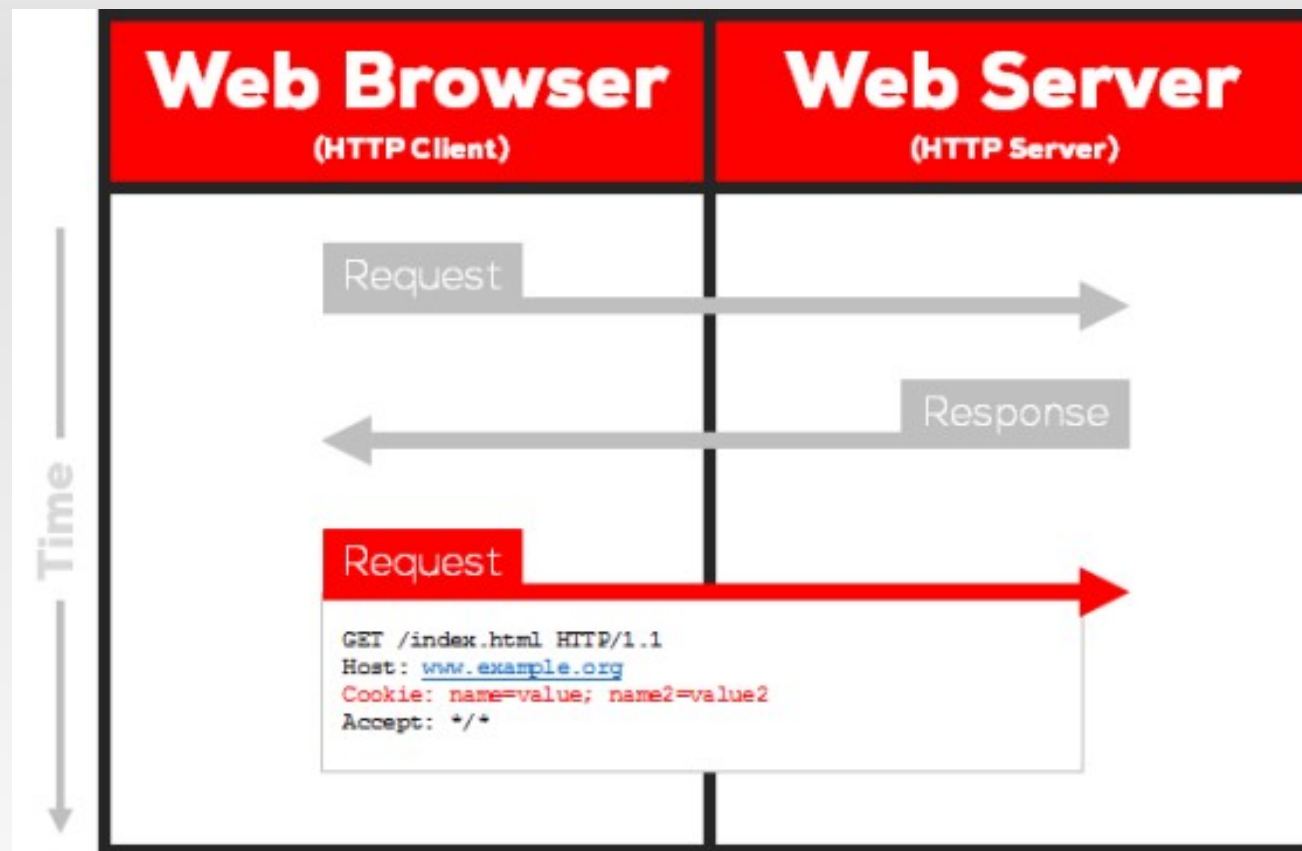 Web Browser
(HTTP Client)
Web Server
(HTTP Server)
Time
Request
Response
Request
GET /index.html HTTP/1.1
Host: www.example.org
Cookie: name=value; name2=value2
Accept: */*